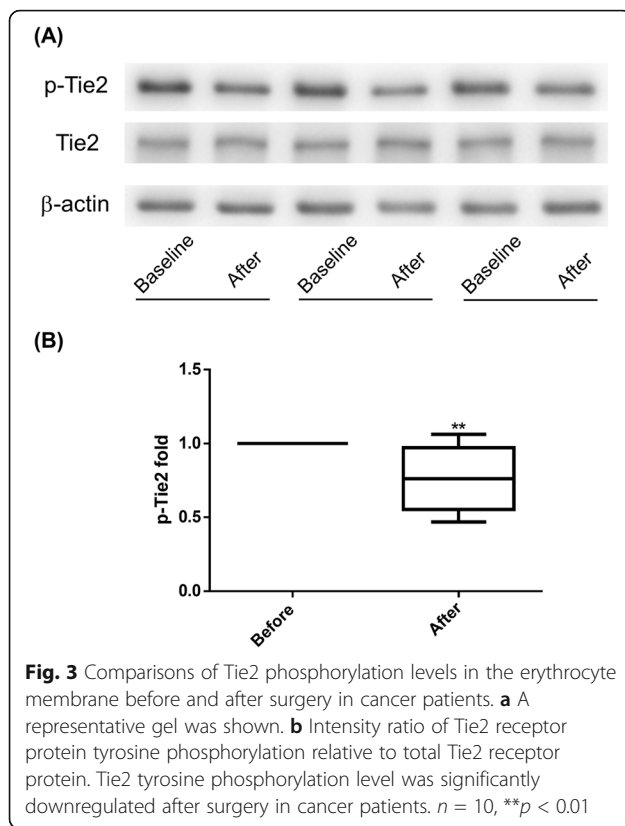 (A)
p-Tie2
Tie2
β-actin
Baseline After Baseline After Baseline After
(B)
1.5
1.0
0.5
0.0
p-Tie2 fold
**
Before After
Fig. 3 Comparisons of Tie2 phosphorylation levels in the erythrocyte
membrane before and after surgery in cancer patients. a A
representative gel was shown. b Intensity ratio of Tie2 receptor
protein tyrosine phosphorylation relative to total Tie2 receptor
protein. Tie2 tyrosine phosphorylation level was significantly
downregulated after surgery in cancer patients. n = 10, **p < 0.01